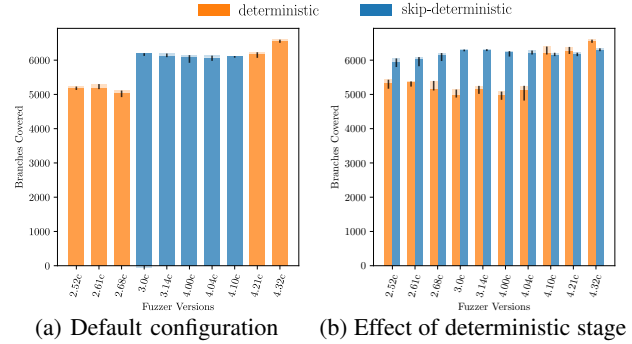 deterministic skip-deterministic
6000
5000
4000
3000
2000
1000
0
Branches Covered
2.52c 2.61c 2.68c 3.0c 3.14c 4.00c 4.04c 4.10c 4.21c 4.32c
Fuzzer Versions
(a) Default configuration
6000
5000
4000
3000
2000
1000
0
Branches Covered
2.52c 2.61c 2.68c 3.0c 3.14c 4.00c 4.04c 4.10c 4.21c 4.32c
Fuzzer Versions
(b) Effect of deterministic stage